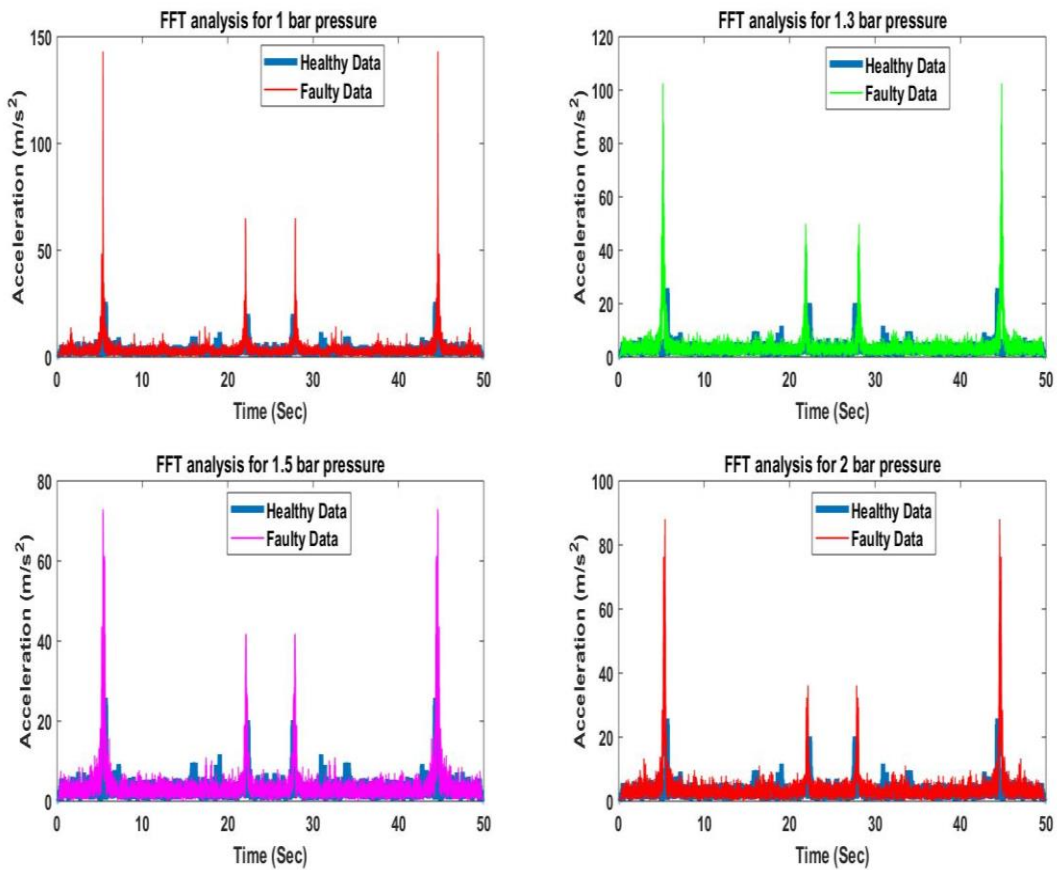 FFT analysis for 1 bar pressure
Acceleration (m/s²)
150
100
50
0
Healthy Data
Faulty Data
0 10 20 30 40 50
Time (Sec)
FFT analysis for 1.3 bar pressure
Acceleration (m/s²)
120
100
80
60
40
20
0
Healthy Data
Faulty Data
0 10 20 30 40 50
Time (Sec)
FFT analysis for 1.5 bar pressure
Acceleration (m/s²)
80
60
40
20
0
Healthy Data
Faulty Data
0 10 20 30 40 50
Time (Sec)
FFT analysis for 2 bar pressure
Acceleration (m/s²)
100
80
60
40
20
0
Healthy Data
Faulty Data
0 10 20 30 40 50
Time (Sec)